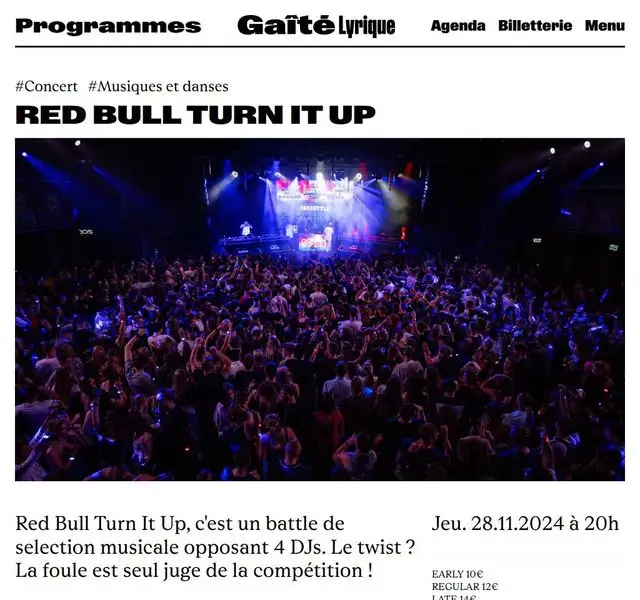 Programmes
Gaîté Lyrique
Agenda Billetterie Menu
#Concert #Musiques et danses
RED BULL TURN IT UP
Red Bull Turn It Up, c'est un battle de
selection musicale opposant 4 DJs. Le twist ?
La foule est seul juge de la compétition !
Jeu. 28.11.2024 à 20h
EARLY 10€
REGULAR 12€
LATE 14€